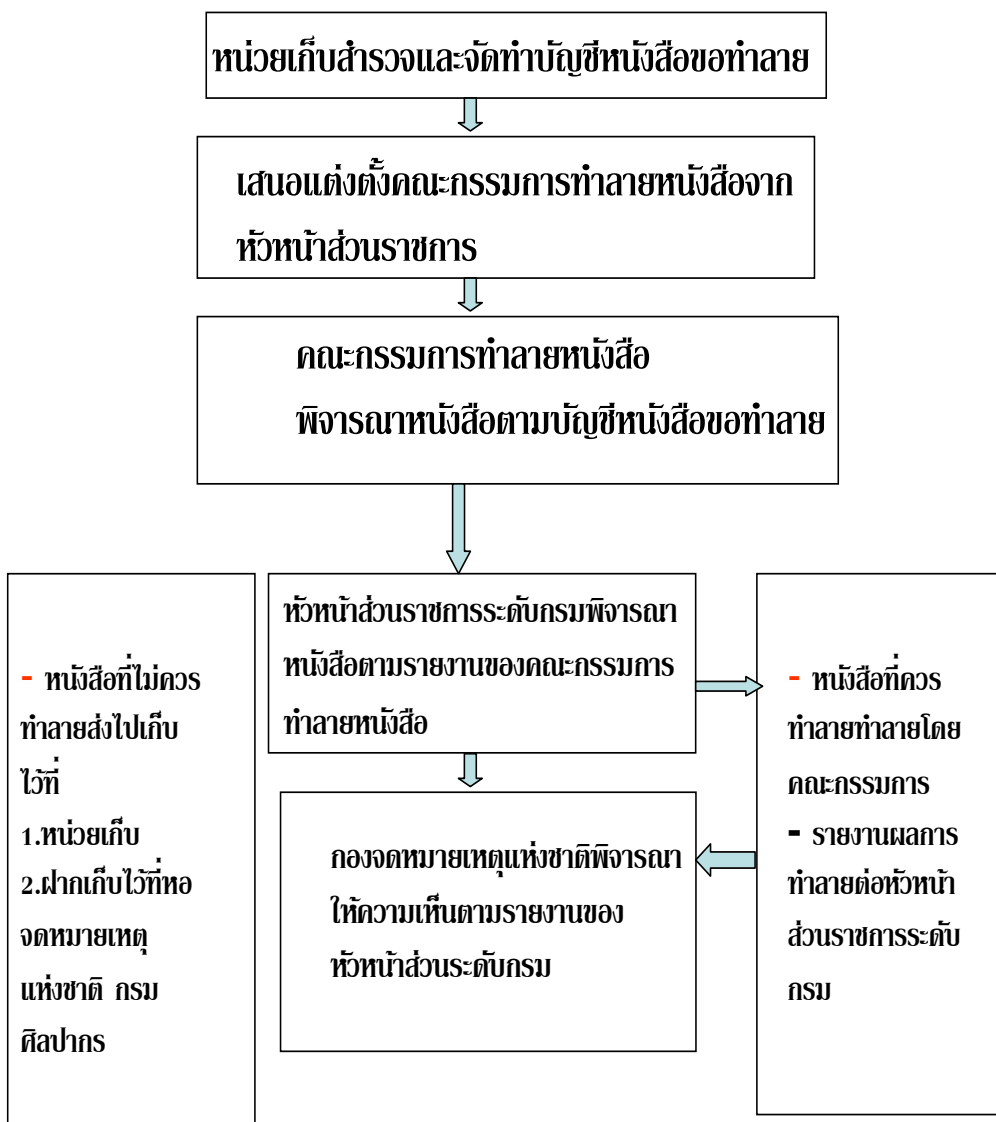 หน่วยเก็บสำรวจและจัดทำบัญชีหนังสือขอทำลาย
เสนอแต่งตั้งคณะกรรมการทำลายหนังสือจาก
หัวหน้าส่วนราชการ
คณะกรรมการทำลายหนังสือ
พิจารณาหนังสือตามบัญชีหนังสือขอทำลาย
- หนังสือที่ไม่ควร
ทำลายส่งไปเก็บ
ไว้ที่
1.หน่วยเก็บ
2.ฝากเก็บไว้ที่หอ
จดหมายเหตุ
แห่งชาติ กรม
ศิลปากร
หัวหน้าส่วนราชการระดับกรมพิจารณา
หนังสือตามรายงานของคณะกรรมการ
ทำลายหนังสือ
กองจดหมายเหตุแห่งชาติพิจารณา
ให้ความเห็นตามรายงานของ
หัวหน้าส่วนระดับกรม
- หนังสือที่ควร
ทำลายทำลายโดย
คณะกรรมการ
- รายงานผลการ
ทำลายต่อหัวหน้า
ส่วนราชการระดับ
กรม